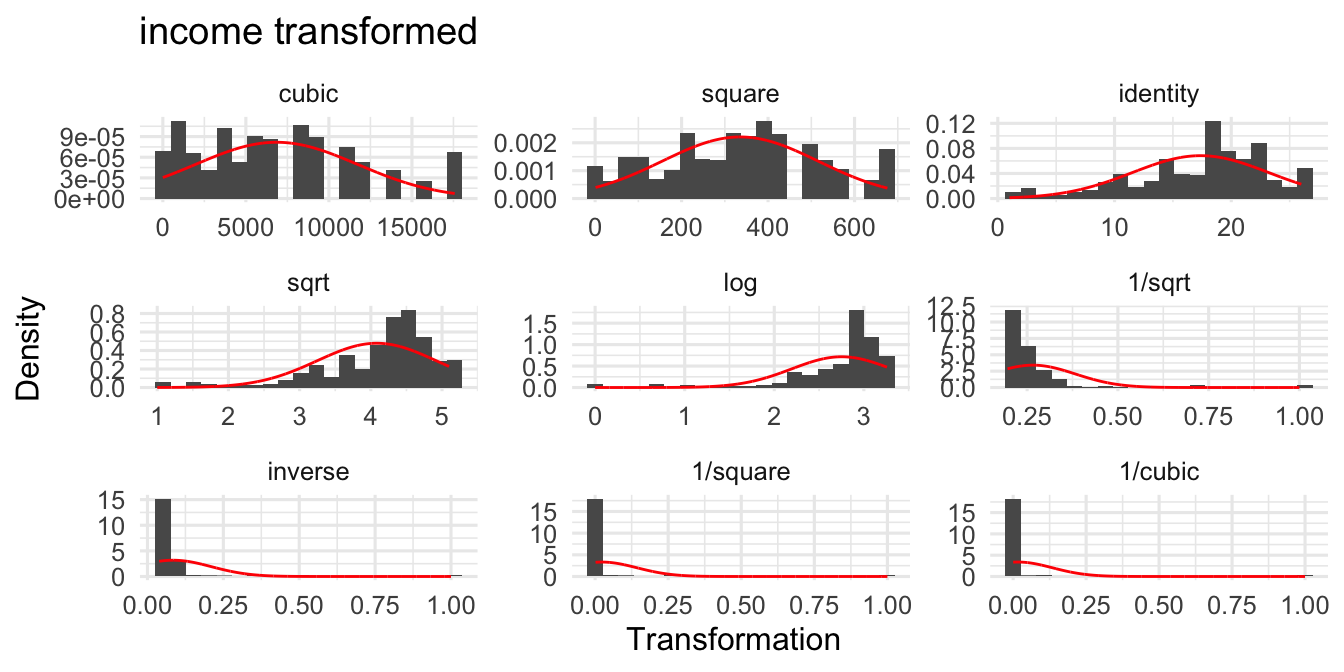 income transformed
cubic
square
identity
9e-05
6e-05
3e-05
0e+00
0 5000 10000 15000
0.002
0.001
0.000
0 200 400 600
0.12
0.08
0.04
0.00
0 10 20
Density
sqrt
log
1/sqrt
0.8
0.6
0.4
0.2
0.0
1 2 3 4 5
1.5
1.0
0.5
0.0
0 1 2 3
12.5
10.0
7.5
5.0
2.5
0.0
0.25 0.50 0.75 1.00
inverse
1/square
1/cubic
15
10
5
0
0.00 0.25 0.50 0.75 1.00
15
10
5
0
0.00 0.25 0.50 0.75 1.00
15
10
5
0
0.00 0.25 0.50 0.75 1.00
Transformation